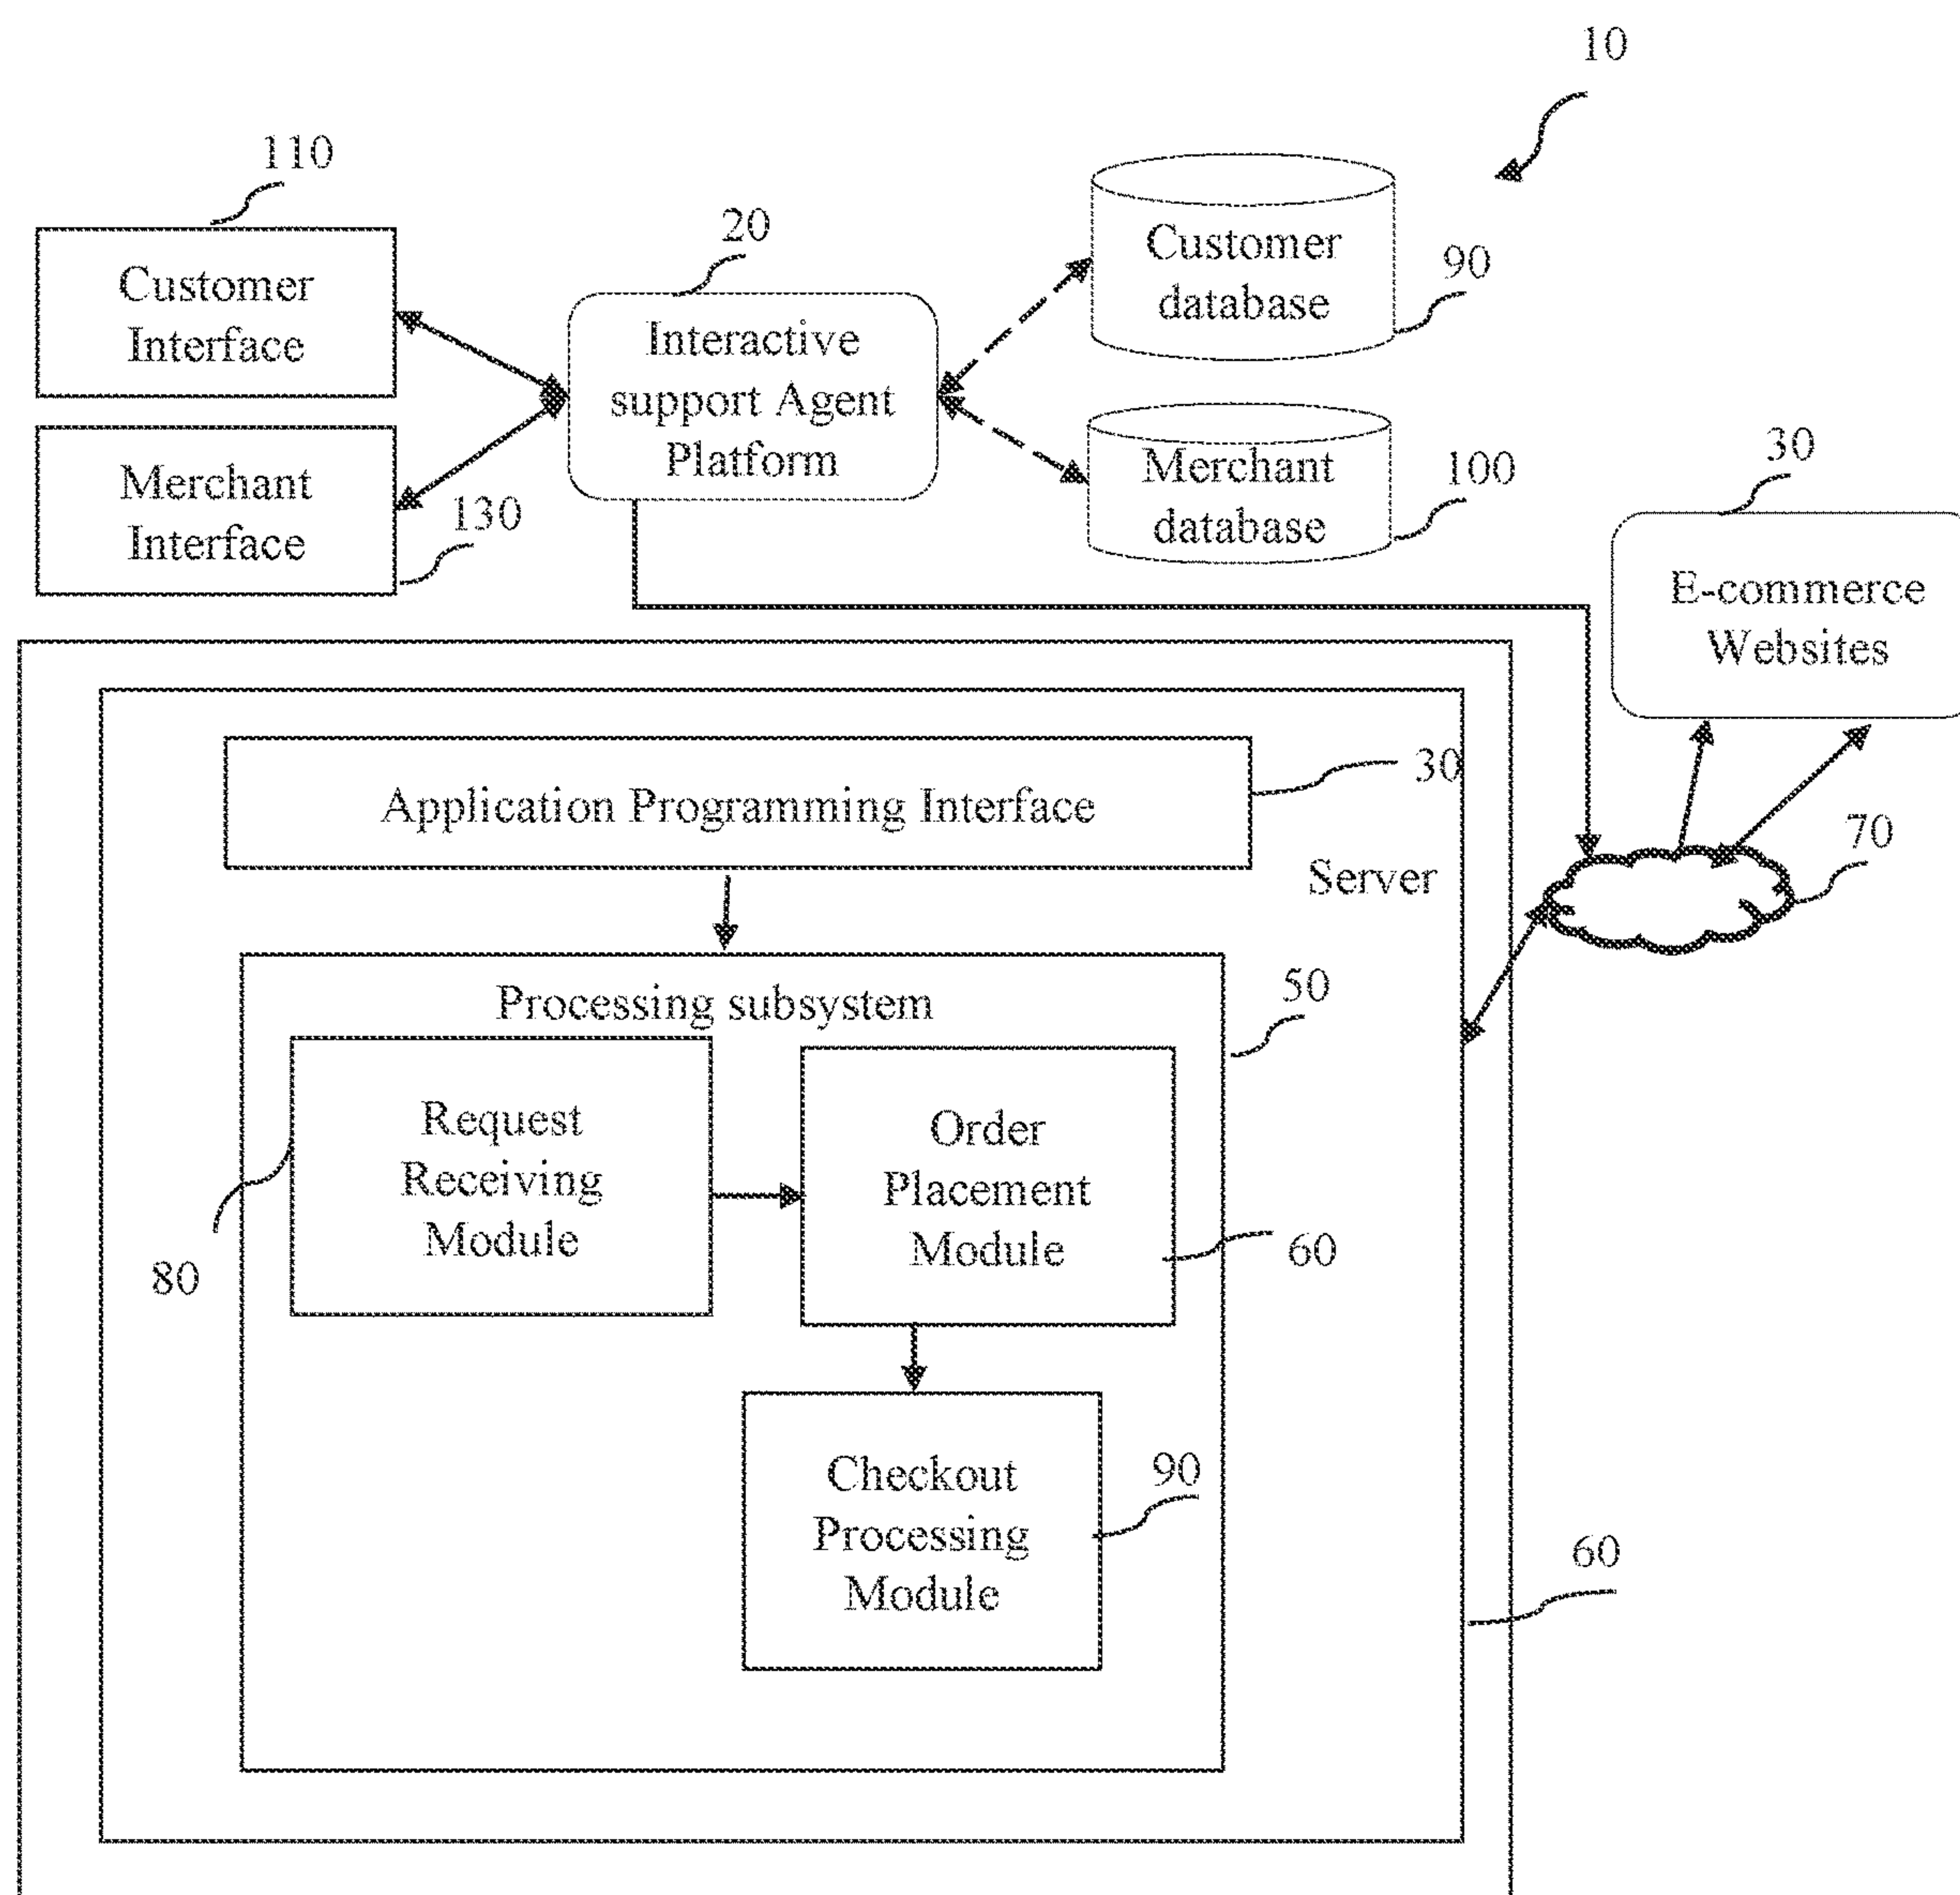 10
110
20
Customer
Interface
Interactive
support Agent
Platform
Customer
database
90
Merchant
Interface
130
Merchant
database
100
30
E-commerce
Websites
Application Programming Interface
30
Server
70
Processing subsystem
50
Request
Receiving
Module
80
Order
Placement
Module
60
Checkout
Processing
Module
90
60